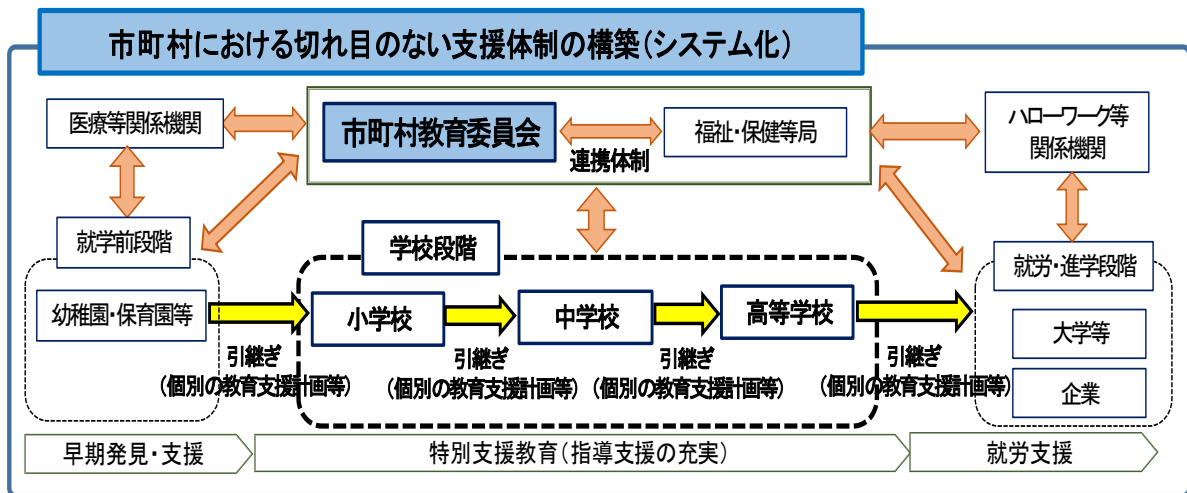 市町村における切れ目のない支援体制の構築(システム化)
医療等関係機関
市町村教育委員会
連携体制
福祉・保健等局
ハローワーク等
関係機関
就学前段階
幼稚園・保育園等
学校段階
小学校
中学校
高等学校
就労・進学段階
大学等
企業
引継ぎ
(個別の教育支援計画等)
引継ぎ
(個別の教育支援計画等)
引継ぎ
(個別の教育支援計画等)
引継ぎ
(個別の教育支援計画等)
早期発見・支援
特別支援教育(指導支援の充実)
就労支援